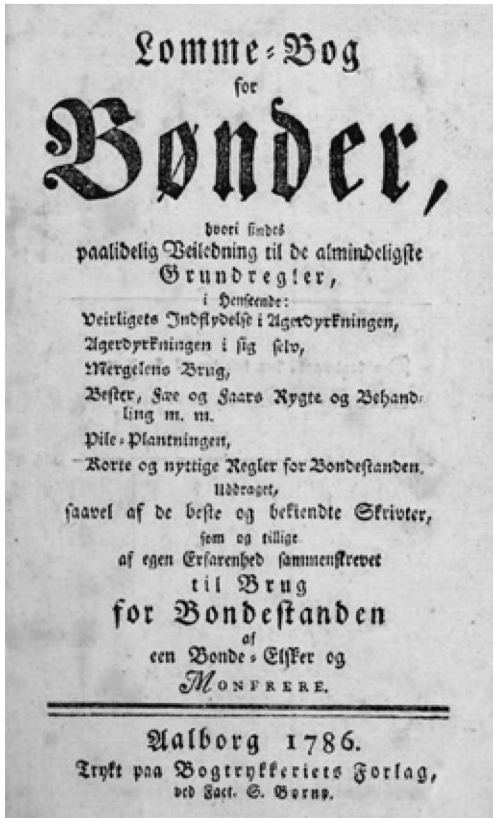 Lomme-Bog
for
Bønder,
hvori findes
paalidelig Veiledning til de almindeligste
Grundregler,
i Henseende:
Veirligets Indflydelse i Agerdyrkningen,
Agerdyrkningen i sig selv,
Mergelens Brug,
Bester, Fæe og Faars Rygte og Behand-
ling m. m.
Pile-Plantningen,
Korte og nyttige Regler for Bondestanden.
Uddraget,
saavel af de beste og bekiendte Skrivter,
som og tillige
af egen Erfarenhed sammenskrevet
til Brug
for Bondestanden
af
een Bonde-Elsker og
MONFRERE.
Aalborg 1786.
Trykt paa Bogtrykkeriets Forlag,
ved Fact. S. Borup.